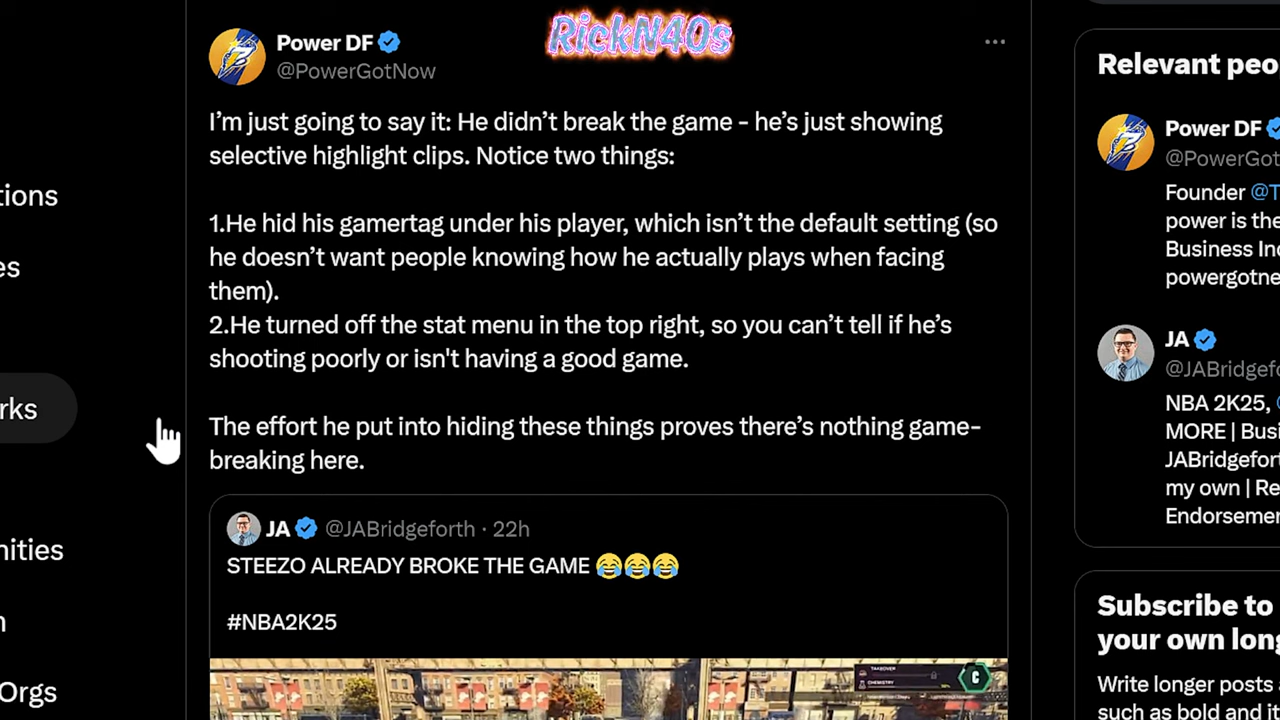 RickN40s
Power DF
@PowerGotNow
I'm just going to say it: He didn't break the game - he's just showing
selective highlight clips. Notice two things:
1.He hid his gamertag under his player, which isn't the default setting (so
he doesn't want people knowing how he actually plays when facing
them).
2.He turned off the stat menu in the top right, so you can't tell if he's
shooting poorly or isn't having a good game.
The effort he put into hiding these things proves there's nothing game-
breaking here.
JA @JABridgeforth · 22h
STEEZO ALREADY BROKE THE GAME 😂😂😂
#NBA2K25
TAKEOVER
CHEMISTRY
C
tions
es
rks
nities
n
Orgs
Relevant peo
Power DF
@PowerGot
Founder @T
power is the
Business Inc
powergotne
JA
@JABridgefo
NBA 2K25,
MORE | Busi
JABridgefort
my own | Re
Endorsemer
Subscribe to
your own long
Write longer posts a
such as bold and it